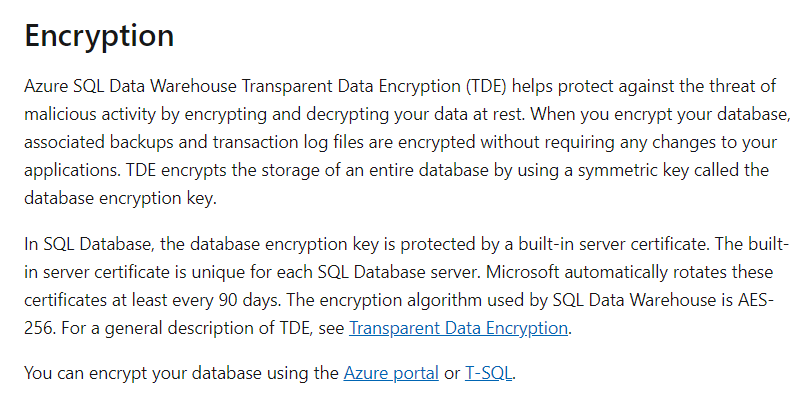 Encryption
Azure SQL Data Warehouse Transparent Data Encryption (TDE) helps protect against the threat of
malicious activity by encrypting and decrypting your data at rest. When you encrypt your database,
associated backups and transaction log files are encrypted without requiring any changes to your
applications. TDE encrypts the storage of an entire database by using a symmetric key called the
database encryption key.
In SQL Database, the database encryption key is protected by a built-in server certificate. The built-
in server certificate is unique for each SQL Database server. Microsoft automatically rotates these
certificates at least every 90 days. The encryption algorithm used by SQL Data Warehouse is AES-
256. For a general description of TDE, see Transparent Data Encryption.
You can encrypt your database using the Azure portal or T-SQL.